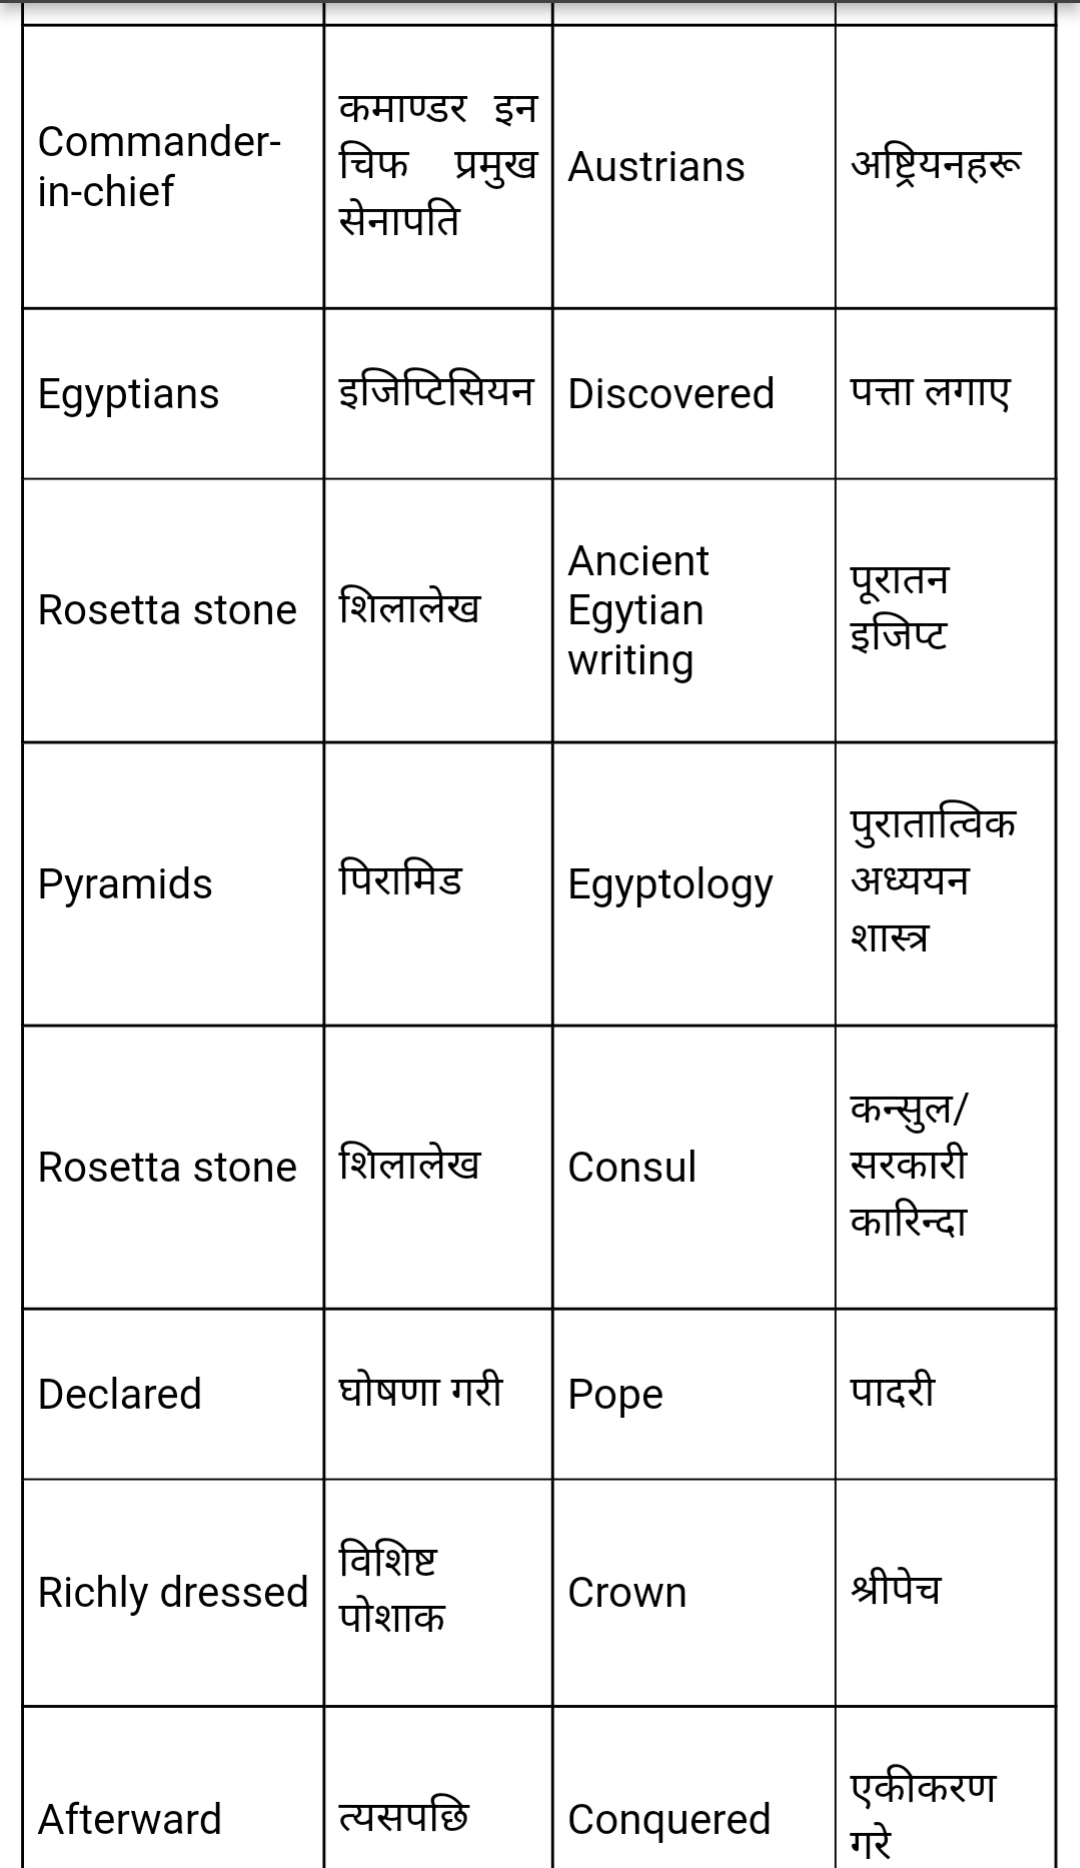 Commander-
in-chief
कमाण्डर इन
चिफ प्रमुख
सेनापति
Austrians
अष्ट्रियनहरू
Egyptians
इजिप्टिसियन
Discovered
पत्ता लगाए
Rosetta stone
शिलालेख
Ancient
Egytian
writing
पूरातन
इजिप्ट
Pyramids
पिरामिड
Egyptology
पुरातात्विक
अध्ययन
शास्त्र
Rosetta stone
शिलालेख
Consul
कन्सुल/
सरकारी
कारिन्दा
Declared
घोषणा गरी
Pope
पादरी
Richly dressed
विशिष्ट
पोशाक
Crown
श्रीपेच
Afterward
त्यसपछि
Conquered
एकीकरण
गरे